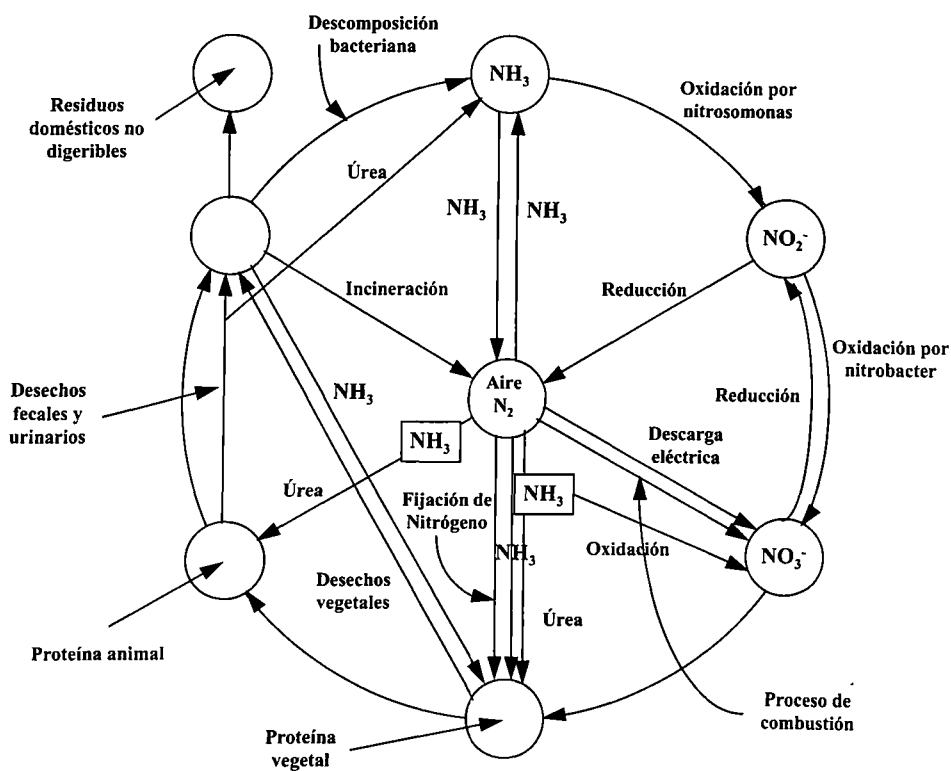 Descomposición
bacteriana
NH3
Oxidación por
nitrosomonas
Residuos
domésticos no
digeribles
Úrea
NH3
NH3
NO2-
Incineración
Reducción
Oxidación por
nitrobacter
Aire
N2
Reducción
Desechos
fecales y
urinarios
NH3
NH3
Descarga
eléctrica
Úrea
Fijación de
Nitrógeno
NH3
NH3
Oxidación
NO3-
Desechos
vegetales
Úrea
Proteína animal
Proteína
vegetal
Proceso de
combustión